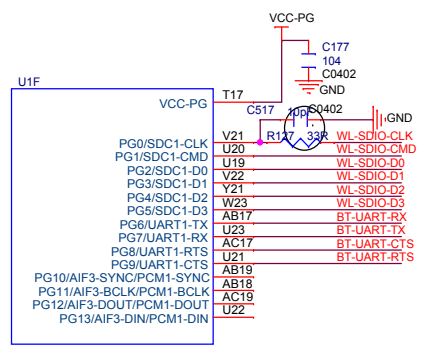 VCC-PG
C177
104
C0402
GND
U1F
VCC-PG T17
C517 10pF C0402
GND
PG0/SDC1-CLK V21 R127 33R WL-SDIO-CLK
PG1/SDC1-CMD U20 WL-SDIO-CMD
PG2/SDC1-D0 U19 WL-SDIO-D0
PG3/SDC1-D1 V22 WL-SDIO-D1
PG4/SDC1-D2 Y21 WL-SDIO-D2
PG5/SDC1-D3 W23 WL-SDIO-D3
PG6/UART1-TX AB17 BT-UART-RX
PG7/UART1-RX U23 BT-UART-TX
PG8/UART1-RTS AC17 BT-UART-CTS
PG9/UART1-CTS U21 BT-UART-RTS
PG10/AIF3-SYNC/PCM1-SYNC AB19
PG11/AIF3-BCLK/PCM1-BCLK AB18
PG12/AIF3-DOUT/PCM1-DOUT AC19
PG13/AIF3-DIN/PCM1-DIN U22